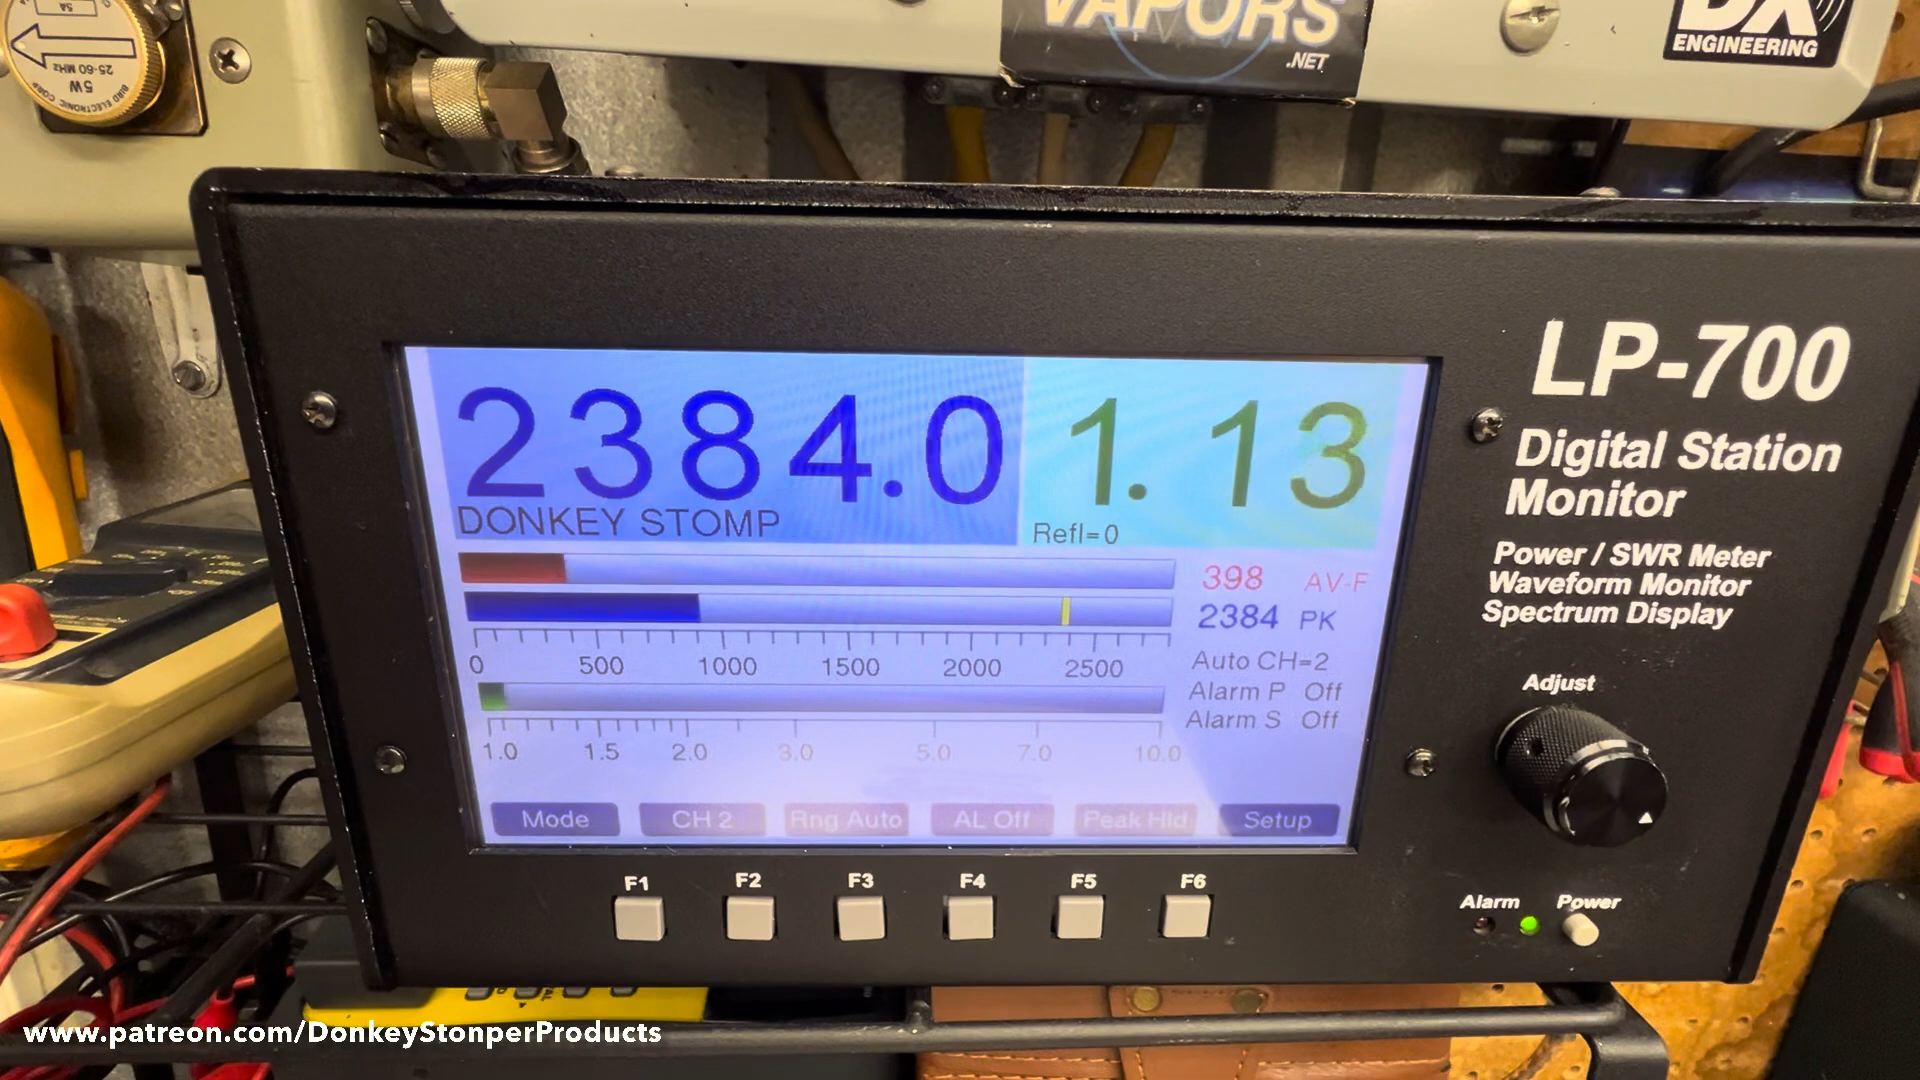 5A
25-60 MHz
5W
BIRD ELECTRONIC CORP
VAPORS
.NET
DX
ENGINEERING
LP-700
Digital Station
Monitor
Power / SWR Meter
Waveform Monitor
Spectrum Display
2384.0
DONKEY STOMP
1.13
Refl=0
398 AV-F
2384 PK
0 500 1000 1500 2000 2500
Auto CH=2
Alarm P Off
Alarm S Off
1.0 1.5 2.0 3.0 5.0 7.0 10.0
Mode CH 2 Rng Auto AL Off Peak Hld Setup
F1 F2 F3 F4 F5 F6
Adjust
Alarm Power
www.patreon.com/DonkeyStonperProducts